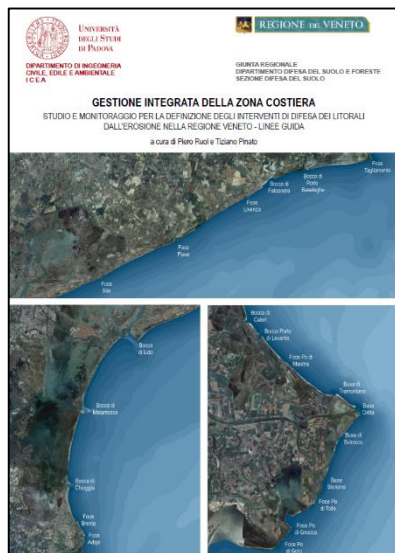 UNIVERSITÀ
DEGLI STUDI
DI PADOVA
REGIONE DEL VENETO
DIPARTIMENTO DI INGEGNERIA
CIVILE, EDILE E AMBIENTALE
I C E A
GIUNTA REGIONALE
DIPARTIMENTO DIFESA DEL SUOLO E FORESTE
SEZIONE DIFESA DEL SUOLO
GESTIONE INTEGRATA DELLA ZONA COSTIERA
STUDIO E MONITORAGGIO PER LA DEFINIZIONE DEGLI INTERVENTI DI DIFESA DEI LITORALI
DALL'EROSIONE NELLA REGIONE VENETO - LINEE GUIDA
a cura di Piero Ruol e Tiziano Pinato
Foce
Tagliamento
Bocca di
Porto
Baseleghe
Bocca di
Falconera
Foce
Livenza
Foce
Piave
Foce
Sile
Bocca
di Lido
Bocca di
Malamocco
Bocca di
Chioggia
Foce
Brenta
Foce
Adige
Bocca di
Caleri
Bocca Porto
di Levante
Foce Po di
Maistra
Busa di
Tramontana
Busa
Dritta
Busa di
Scirocco
Busa
Storiona
Foce Po
di Tolle
Foce Po
di Gnocca
Foce Po
di Goro